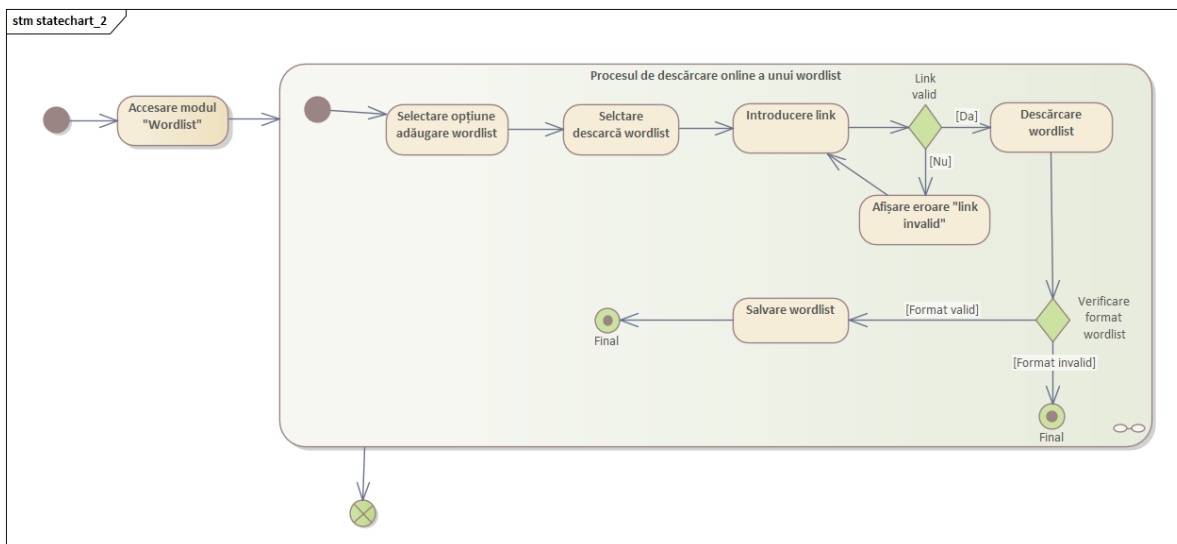 stm statechart_2
Procesul de descărcare online a unui wordlist
Accesare modul
"Wordlist"
Selectare opțiune
adăugare wordlist
Selctare
descarcă wordlist
Introducere link
Link
valid
[Da]
Descărcare
wordlist
[Nu]
Afișare eroare "link
invalid"
Salvare wordlist
[Format valid]
Verificare
format
wordlist
Final
[Format invalid]
Final